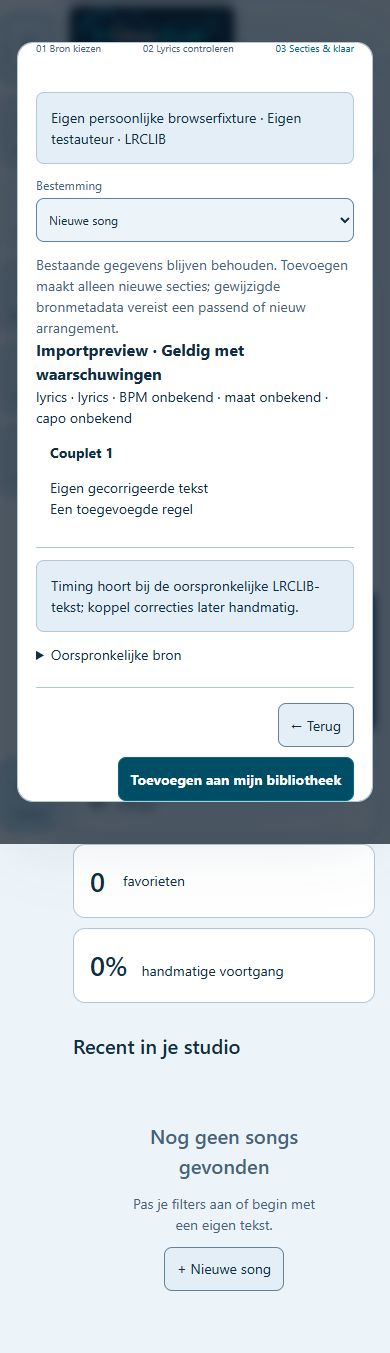 01 Bron kiezen 02 Lyrics controleren 03 Secties & klaar
Eigen persoonlijke browserfixture · Eigen
testauteur · LRCLIB
Bestemming
Nieuwe song
Bestaande gegevens blijven behouden. Toevoegen
maakt alleen nieuwe secties; gewijzigde
bronmetadata vereist een passend of nieuw
arrangement.
Importpreview · Geldig met
waarschuwingen
lyrics · lyrics · BPM onbekend · maat onbekend ·
capo onbekend
Couplet 1
Eigen gecorrigeerde tekst
Een toegevoegde regel
Timing hoort bij de oorspronkelijke LRCLIB-
tekst; koppel correcties later handmatig.
▶ Oorspronkelijke bron
← Terug
Toevoegen aan mijn bibliotheek
0 favorieten
0% handmatige voortgang
Recent in je studio
Nog geen songs
gevonden
Pas je filters aan of begin met
een eigen tekst.
+ Nieuwe song